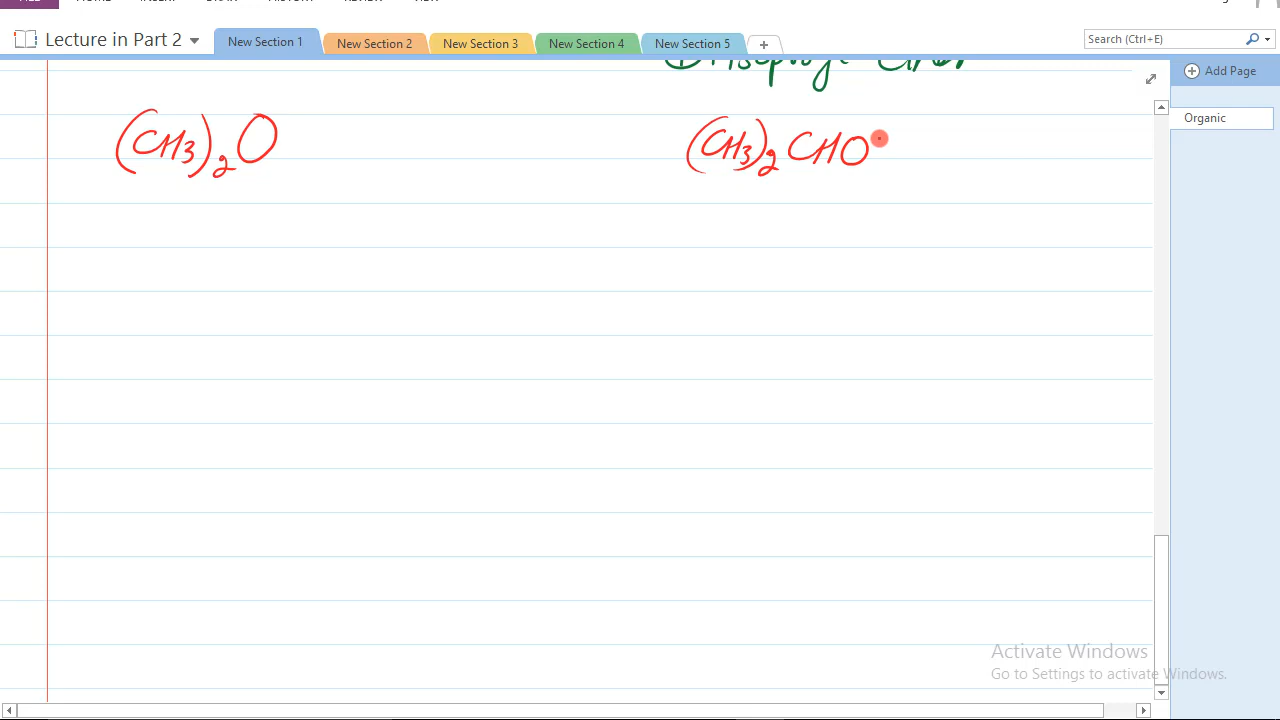 Lecture in Part 2
New Section 1
New Section 2
New Section 3
New Section 4
New Section 5
+
Search (Ctrl+E)
Add Page
Organic
(CH3)2O
(CH3)2CHO
Activate Windows
Go to Settings to activate Windows.